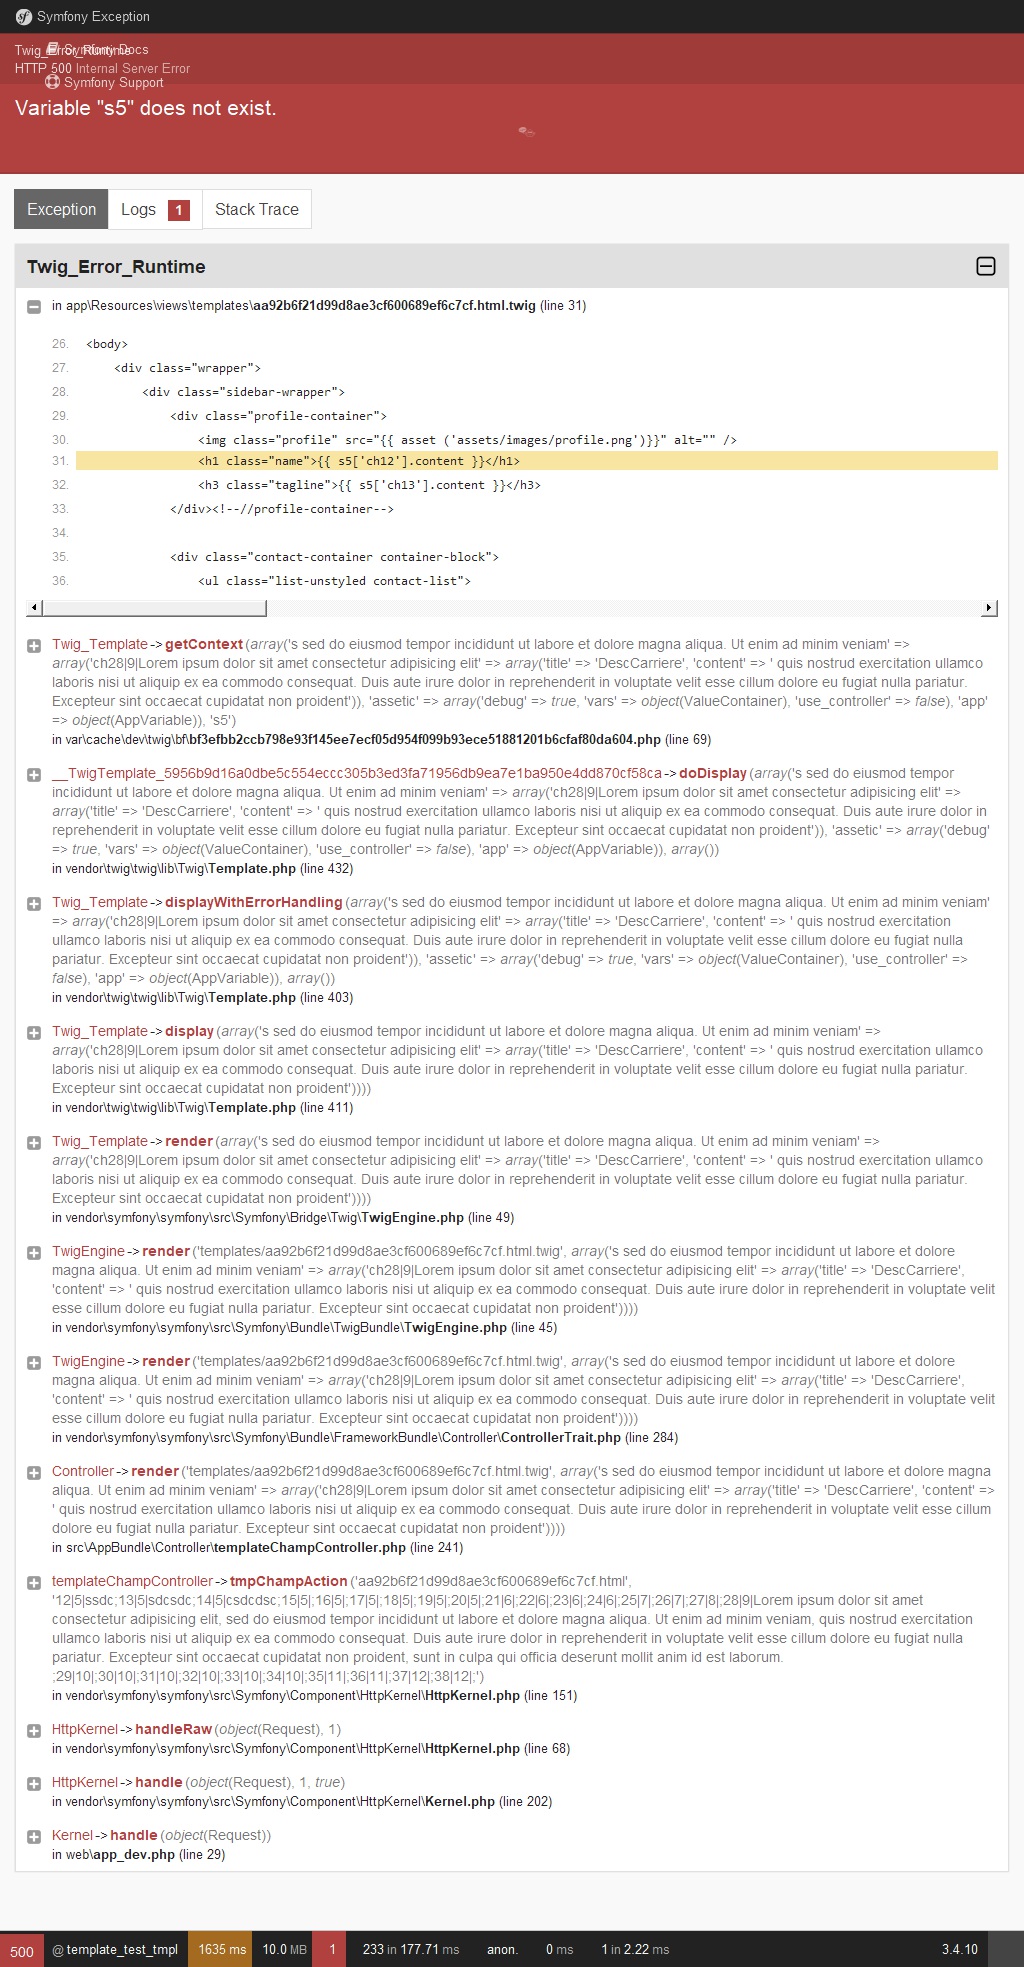 Symfony Exception
Twig_Error_Runtime
Symfony Docs
HTTP 500 Internal Server Error
Symfony Support
Variable "s5" does not exist.
Exception Logs 1 Stack Trace
Twig_Error_Runtime
in app\Resources\views\templates\aa92b6f21d99d8ae3cf600689ef6c7cf.html.twig (line 31)
26. <body>
27. <div class="wrapper">
28. <div class="sidebar-wrapper">
29. <div class="profile-container">
30. <img class="profile" src="{{ asset ('assets/images/profile.png')}}" alt="" />
31. <h1 class="name">{{ s5['ch12'].content }}</h1>
32. <h3 class="tagline">{{ s5['ch13'].content }}</h3>
33. </div><!--//profile-container-->
34.
35. <div class="contact-container container-block">
36. <ul class="list-unstyled contact-list">
Twig_Template->getContext(array('s sed do eiusmod tempor incididunt ut labore et dolore magna aliqua. Ut enim ad minim veniam' =>
array('ch28|9|Lorem ipsum dolor sit amet consectetur adipisicing elit' => array('title' => 'DescCarriere', 'content' => ' quis nostrud exercitation ullamco
laboris nisi ut aliquip ex ea commodo consequat. Duis aute irure dolor in reprehenderit in voluptate velit esse cillum dolore eu fugiat nulla pariatur.
Excepteur sint occaecat cupidatat non proident')), 'assetic' => array('debug' => true, 'vars' => object(ValueContainer), 'use_controller' => false), 'app'
=> object(AppVariable)), 's5')
in var\cache\dev\twig\bf\bf3efbb2ccb798e93f145ee7ecf05d954f099b93ece51881201b6cfaf80da604.php (line 69)
__TwigTemplate_5956b9d16a0dbe5c554eccc305b3ed3fa71956db9ea7e1ba950e4dd870cf58ca->doDisplay(array('s sed do eiusmod tempor
incididunt ut labore et dolore magna aliqua. Ut enim ad minim veniam' => array('ch28|9|Lorem ipsum dolor sit amet consectetur adipisicing elit' =>
array('title' => 'DescCarriere', 'content' => ' quis nostrud exercitation ullamco laboris nisi ut aliquip ex ea commodo consequat. Duis aute irure dolor in
reprehenderit in voluptate velit esse cillum dolore eu fugiat nulla pariatur. Excepteur sint occaecat cupidatat non proident')), 'assetic' => array('debug'
=> true, 'vars' => object(ValueContainer), 'use_controller' => false), 'app' => object(AppVariable)), array())
in vendor\twig\twig\lib\Twig\Template.php (line 432)
Twig_Template->displayWithErrorHandling(array('s sed do eiusmod tempor incididunt ut labore et dolore magna aliqua. Ut enim ad minim veniam'
=> array('ch28|9|Lorem ipsum dolor sit amet consectetur adipisicing elit' => array('title' => 'DescCarriere', 'content' => ' quis nostrud exercitation
ullamco laboris nisi ut aliquip ex ea commodo consequat. Duis aute irure dolor in reprehenderit in voluptate velit esse cillum dolore eu fugiat nulla
pariatur. Excepteur sint occaecat cupidatat non proident')), 'assetic' => array('debug' => true, 'vars' => object(ValueContainer), 'use_controller' =>
false), 'app' => object(AppVariable)), array())
in vendor\twig\twig\lib\Twig\Template.php (line 403)
Twig_Template->display(array('s sed do eiusmod tempor incididunt ut labore et dolore magna aliqua. Ut enim ad minim veniam' =>
array('ch28|9|Lorem ipsum dolor sit amet consectetur adipisicing elit' => array('title' => 'DescCarriere', 'content' => ' quis nostrud exercitation ullamco
laboris nisi ut aliquip ex ea commodo consequat. Duis aute irure dolor in reprehenderit in voluptate velit esse cillum dolore eu fugiat nulla pariatur.
Excepteur sint occaecat cupidatat non proident'))))
in vendor\twig\twig\lib\Twig\Template.php (line 411)
Twig_Template->render(array('s sed do eiusmod tempor incididunt ut labore et dolore magna aliqua. Ut enim ad minim veniam' =>
array('ch28|9|Lorem ipsum dolor sit amet consectetur adipisicing elit' => array('title' => 'DescCarriere', 'content' => ' quis nostrud exercitation ullamco
laboris nisi ut aliquip ex ea commodo consequat. Duis aute irure dolor in reprehenderit in voluptate velit esse cillum dolore eu fugiat nulla pariatur.
Excepteur sint occaecat cupidatat non proident'))))
in vendor\symfony\symfony\src\Symfony\Bridge\Twig\TwigEngine.php (line 49)
TwigEngine->render('templates/aa92b6f21d99d8ae3cf600689ef6c7cf.html.twig', array('s sed do eiusmod tempor incididunt ut labore et dolore
magna aliqua. Ut enim ad minim veniam' => array('ch28|9|Lorem ipsum dolor sit amet consectetur adipisicing elit' => array('title' => 'DescCarriere',
'content' => ' quis nostrud exercitation ullamco laboris nisi ut aliquip ex ea commodo consequat. Duis aute irure dolor in reprehenderit in voluptate velit
esse cillum dolore eu fugiat nulla pariatur. Excepteur sint occaecat cupidatat non proident'))))
in vendor\symfony\symfony\src\Symfony\Bundle\TwigBundle\TwigEngine.php (line 45)
TwigEngine->render('templates/aa92b6f21d99d8ae3cf600689ef6c7cf.html.twig', array('s sed do eiusmod tempor incididunt ut labore et dolore
magna aliqua. Ut enim ad minim veniam' => array('ch28|9|Lorem ipsum dolor sit amet consectetur adipisicing elit' => array('title' => 'DescCarriere',
'content' => ' quis nostrud exercitation ullamco laboris nisi ut aliquip ex ea commodo consequat. Duis aute irure dolor in reprehenderit in voluptate velit
esse cillum dolore eu fugiat nulla pariatur. Excepteur sint occaecat cupidatat non proident'))))
in vendor\symfony\symfony\src\Symfony\Bundle\FrameworkBundle\Controller\ControllerTrait.php (line 284)
Controller->render('templates/aa92b6f21d99d8ae3cf600689ef6c7cf.html.twig', array('s sed do eiusmod tempor incididunt ut labore et dolore magna
aliqua. Ut enim ad minim veniam' => array('ch28|9|Lorem ipsum dolor sit amet consectetur adipisicing elit' => array('title' => 'DescCarriere', 'content' =>
' quis nostrud exercitation ullamco laboris nisi ut aliquip ex ea commodo consequat. Duis aute irure dolor in reprehenderit in voluptate velit esse cillum
dolore eu fugiat nulla pariatur. Excepteur sint occaecat cupidatat non proident'))))
in src\AppBundle\Controller\templateChampController.php (line 241)
templateChampController->tmpChampAction('aa92b6f21d99d8ae3cf600689ef6c7cf.html',
'12|5|ssdc;13|5|sdcsdc;14|5|csdcdsc;15|5|;16|5|;17|5|;18|5|;19|5|;20|5|;21|6|;22|6|;23|6|;24|6|;25|7|;26|7|;27|8|;28|9|Lorem ipsum dolor sit amet
consectetur adipisicing elit, sed do eiusmod tempor incididunt ut labore et dolore magna aliqua. Ut enim ad minim veniam, quis nostrud exercitation
ullamco laboris nisi ut aliquip ex ea commodo consequat. Duis aute irure dolor in reprehenderit in voluptate velit esse cillum dolore eu fugiat nulla
pariatur. Excepteur sint occaecat cupidatat non proident, sunt in culpa qui officia deserunt mollit anim id est laborum.
;29|10|;30|10|;31|10|;32|10|;33|10|;34|10|;35|11|;36|11|;37|12|;38|12|;')
in vendor\symfony\symfony\src\Symfony\Component\HttpKernel\HttpKernel.php (line 151)
HttpKernel->handleRaw(object(Request), 1)
in vendor\symfony\symfony\src\Symfony\Component\HttpKernel\HttpKernel.php (line 68)
HttpKernel->handle(object(Request), 1, true)
in vendor\symfony\symfony\src\Symfony\Component\HttpKernel\Kernel.php (line 202)
Kernel->handle(object(Request))
in web\app_dev.php (line 29)
500 @ template_test_tmpl 1635 ms 10.0 MB 1 233 in 177.71 ms anon. 0 ms 1 in 2.22 ms 3.4.10